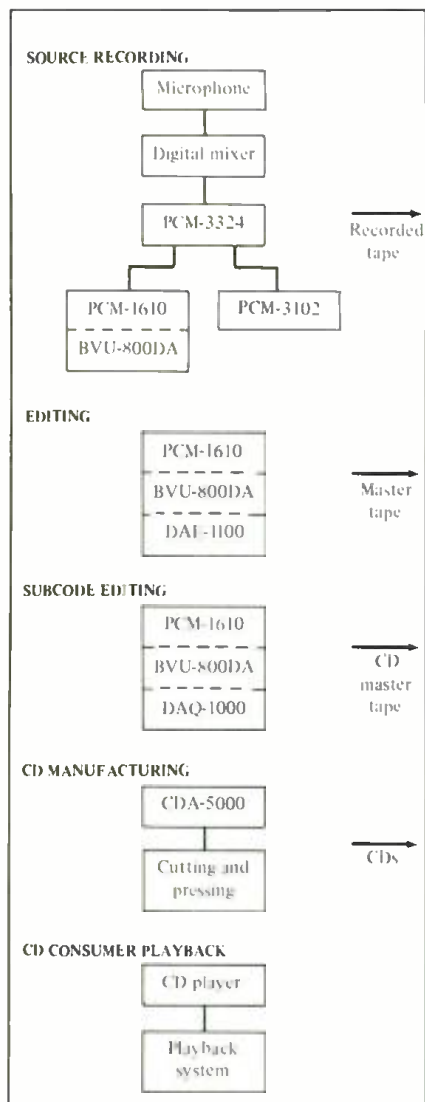 SOURCE RECORDING
Microphone
Digital mixer
PCM-3324
Recorded
tape
PCM-1610
BVU-800DA
PCM-3102
EDITING
PCM-1610
BVU-800DA
DAE-1100
Master
tape
SUBCODE EDITING
PCM-1610
BVU-800DA
DAQ-1000
CD
master
tape
CD MANUFACTURING
CDA-5000
Cutting and
pressing
CDs
CD CONSUMER PLAYBACK
CD player
Playback
system